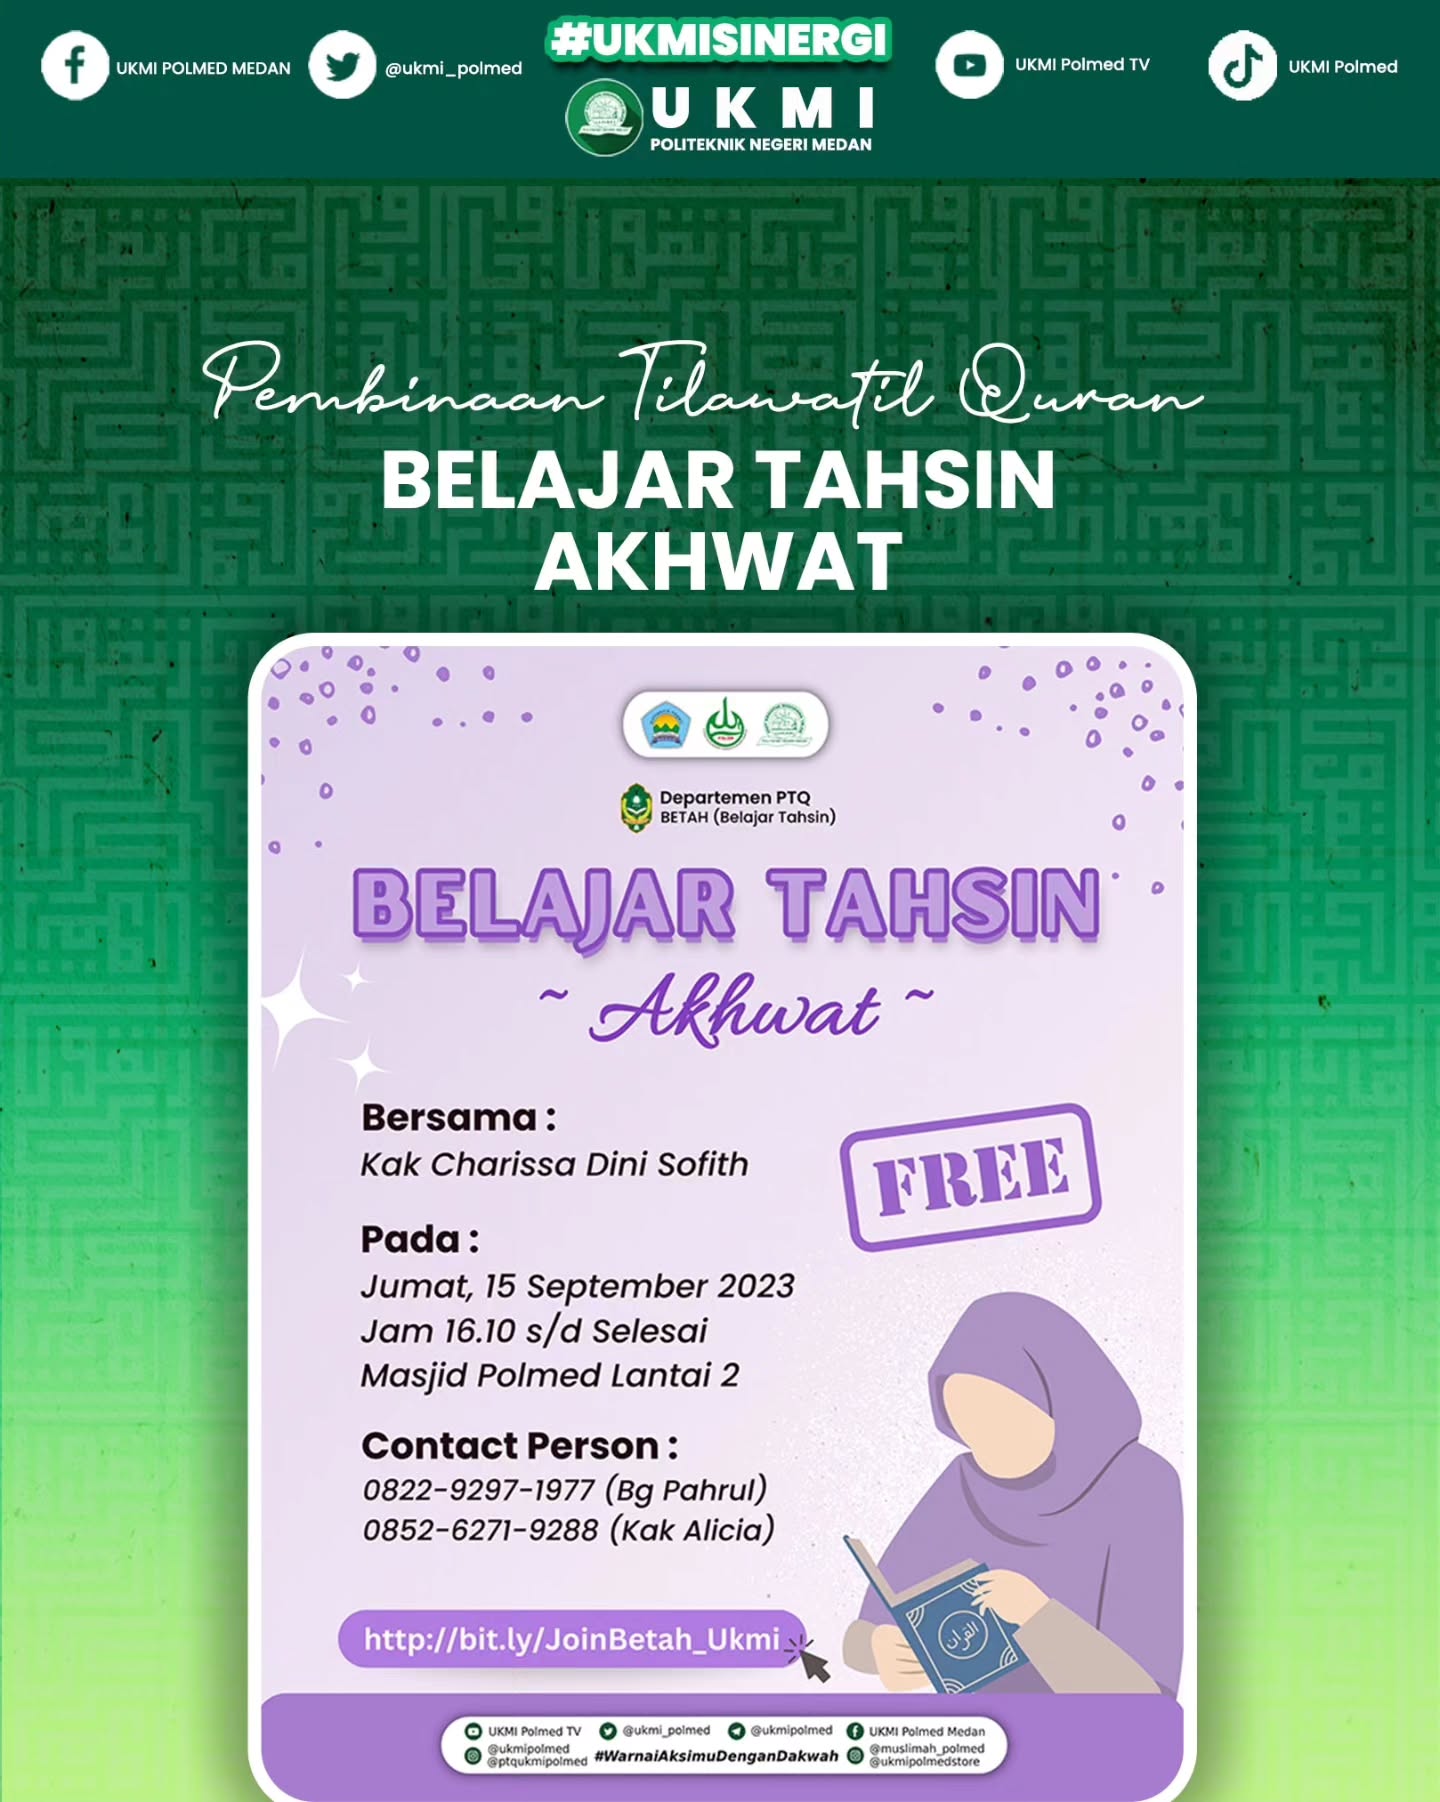 #UKMISINERGI
UKMI POLMED MEDAN
@ukmi_polmed
UKMI
POLITEKNIK NEGERI MEDAN
UKMI Polmed TV
UKMI Polmed
Pembinaan Tilawatil Quran
BELAJAR TAHSIN
AKHWAT
Departemen PTQ
BETAH (Belajar Tahsin)
BELAJAR TAHSIN
~ Akhwat ~
Bersama :
Kak Charissa Dini Sofith
FREE
Pada :
Jumat, 15 September 2023
Jam 16.10 s/d Selesai
Masjid Polmed Lantai 2
Contact Person :
0822-9297-1977 (Bg Pahrul)
0852-6271-9288 (Kak Alicia)
القرآن
http://bit.ly/JoinBetah_Ukmi
UKMI Polmed TV @ukmi_polmed @ukmipolmed UKMI Polmed Medan
@ukmipolmed
@ptqukmipolmed
#WarnaiAksimuDenganDakwah
@muslimah_polmed
@ukmipolmedstore